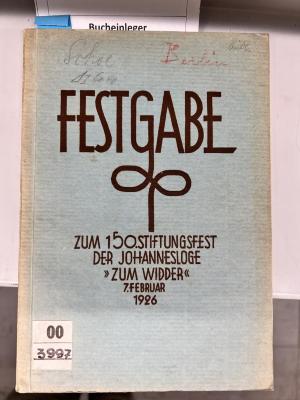 Bucheinleger
Berlin
FESTGABE
ZUM 150. STIFTUNGSFEST
DER JOHANNESLOGE
»ZUM WIDDER«
7. FEBRUAR
1926
00
3997